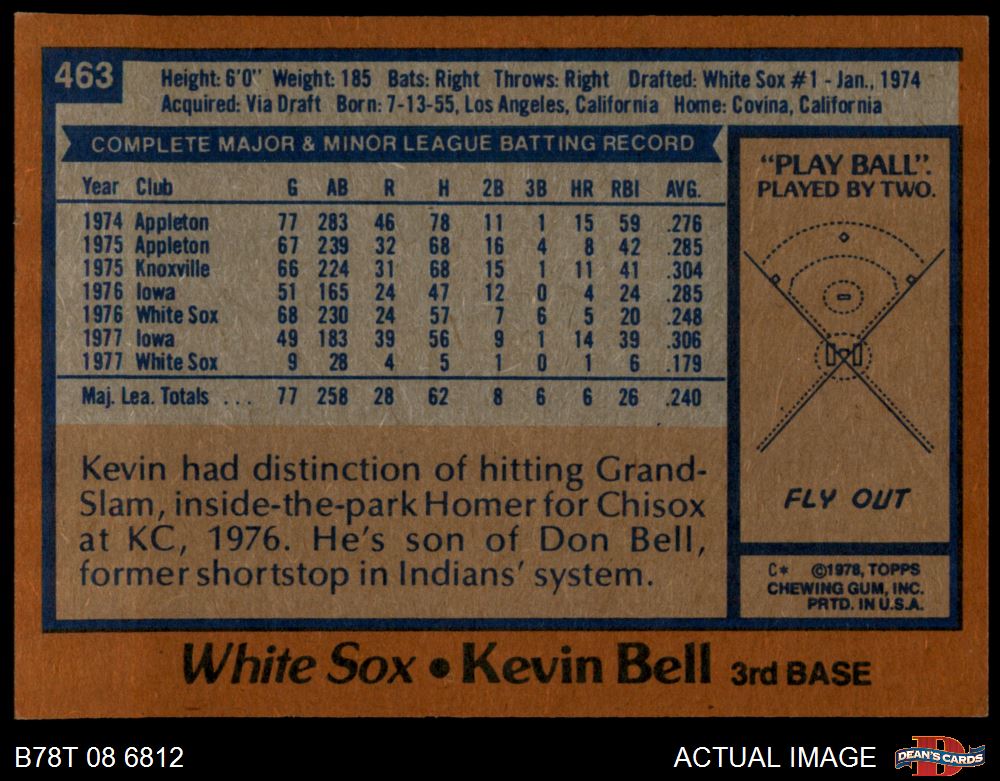 463
Height: 6'0" Weight: 185 Bats: Right Throws: Right Drafted: White Sox #1 - Jan., 1974
Acquired: Via Draft Born: 7-13-55, Los Angeles, California Home: Covina, California
COMPLETE MAJOR & MINOR LEAGUE BATTING RECORD
Year Club G AB R H 2B 3B HR RBI AVG.
1974 Appleton 77 283 46 78 11 1 15 59 .276
1975 Appleton 67 239 32 68 16 4 8 42 .285
1975 Knoxville 66 224 31 68 15 1 11 41 .304
1976 Iowa 51 165 24 47 12 0 4 24 .285
1976 White Sox 68 230 24 57 7 6 5 20 .248
1977 Iowa 49 183 39 56 9 1 14 39 .306
1977 White Sox 9 28 4 5 1 0 1 6 .179
Maj. Lea. Totals ... 77 258 28 62 8 6 6 26 .240
Kevin had distinction of hitting Grand-
Slam, inside-the-park Homer for Chisox
at KC, 1976. He's son of Don Bell,
former shortstop in Indians' system.
"PLAY BALL".
PLAYED BY TWO.
FLY OUT
C* ©1978, TOPPS
CHEWING GUM, INC.
PRTD. IN U.S.A.
White Sox • Kevin Bell 3rd BASE
B78T 08 6812
ACTUAL IMAGE
D
DEAN'S CARDS